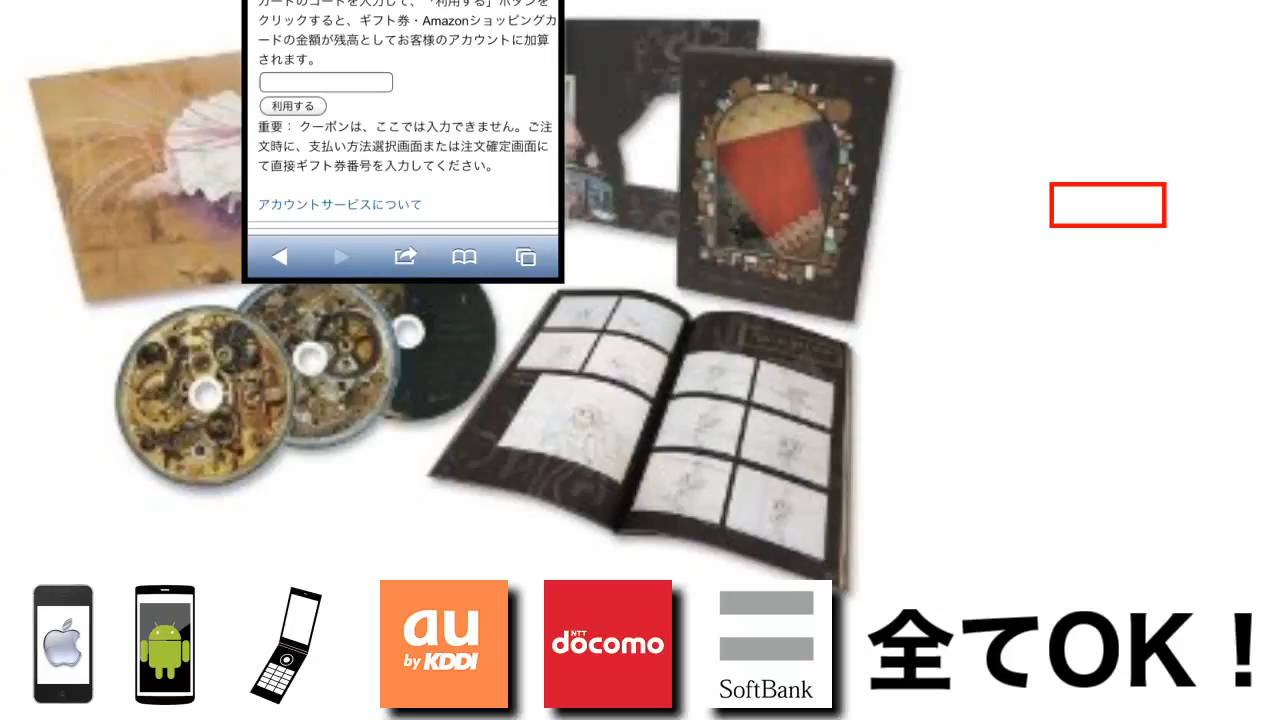 カードのコードを入力して、「利用する」ボタンを
クリックすると、ギフト券・Amazonショッピングカ
ードの金額が残高としてお客様のアカウントに加算
されます。
利用する
重要： クーポンは、ここでは入力できません。ご注
文時に、支払い方法選択画面または注文確定画面に
て直接ギフト券番号を入力してください。
アカウントサービスについて
au
by KDDI
NTT
docomo
SoftBank
全てOK！